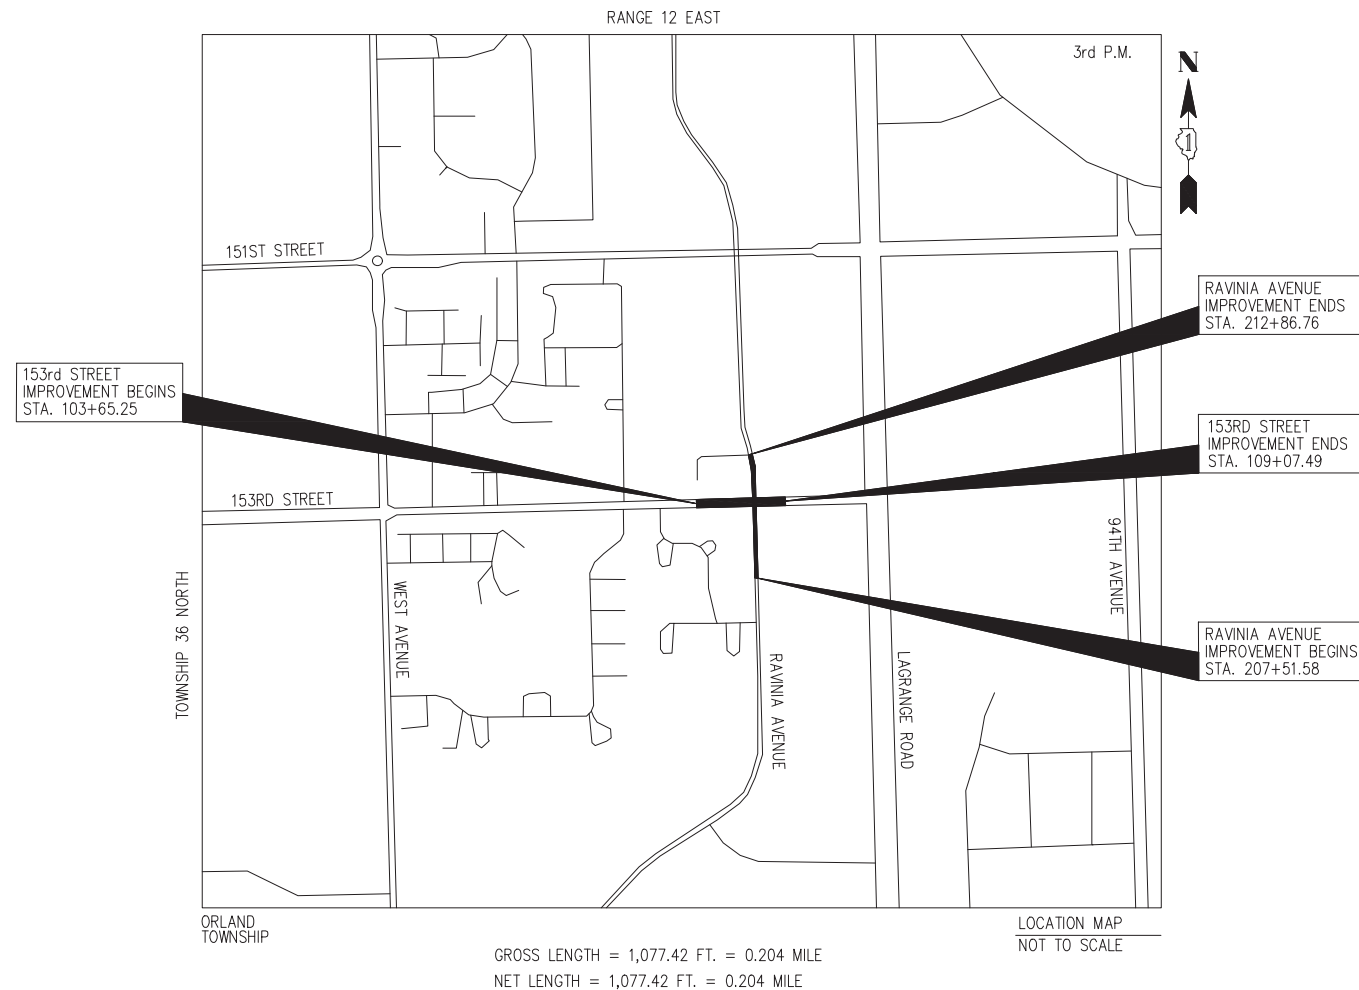 RANGE 12 EAST
3rd P.M.
N
1
151ST STREET
RAVINIA AVENUE
IMPROVEMENT ENDS
STA. 212+86.76
153rd STREET
IMPROVEMENT BEGINS
STA. 103+65.25
153RD STREET
IMPROVEMENT ENDS
STA. 109+07.49
153RD STREET
94TH AVENUE
TOWNSHIP 36 NORTH
WEST AVENUE
RAVINIA AVENUE
LAGRANGE ROAD
RAVINIA AVENUE
IMPROVEMENT BEGINS
STA. 207+51.58
ORLAND
TOWNSHIP
LOCATION MAP
NOT TO SCALE
GROSS LENGTH = 1,077.42 FT. = 0.204 MILE
NET LENGTH = 1,077.42 FT. = 0.204 MILE